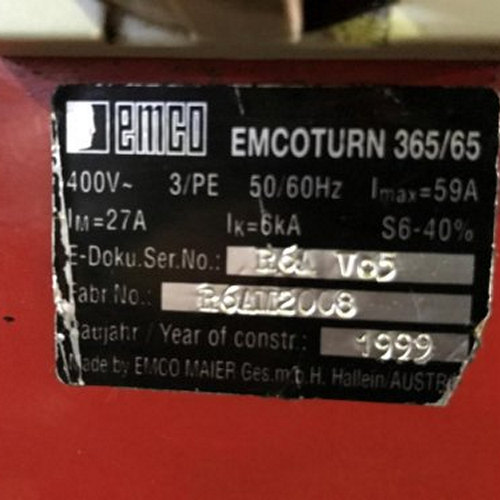 emco EMCOTURN 365/65
400V~ 3/PE 50/60Hz Imax=59A
IM=27A IK=6kA S6-40%
E-Doku.Ser.No.: R6A V05
Fabr No.: R6AM2008
Baujahr / Year of constr.: 1999
Made by EMCO MAIER Ges.m.b.H. Hallein/AUSTR